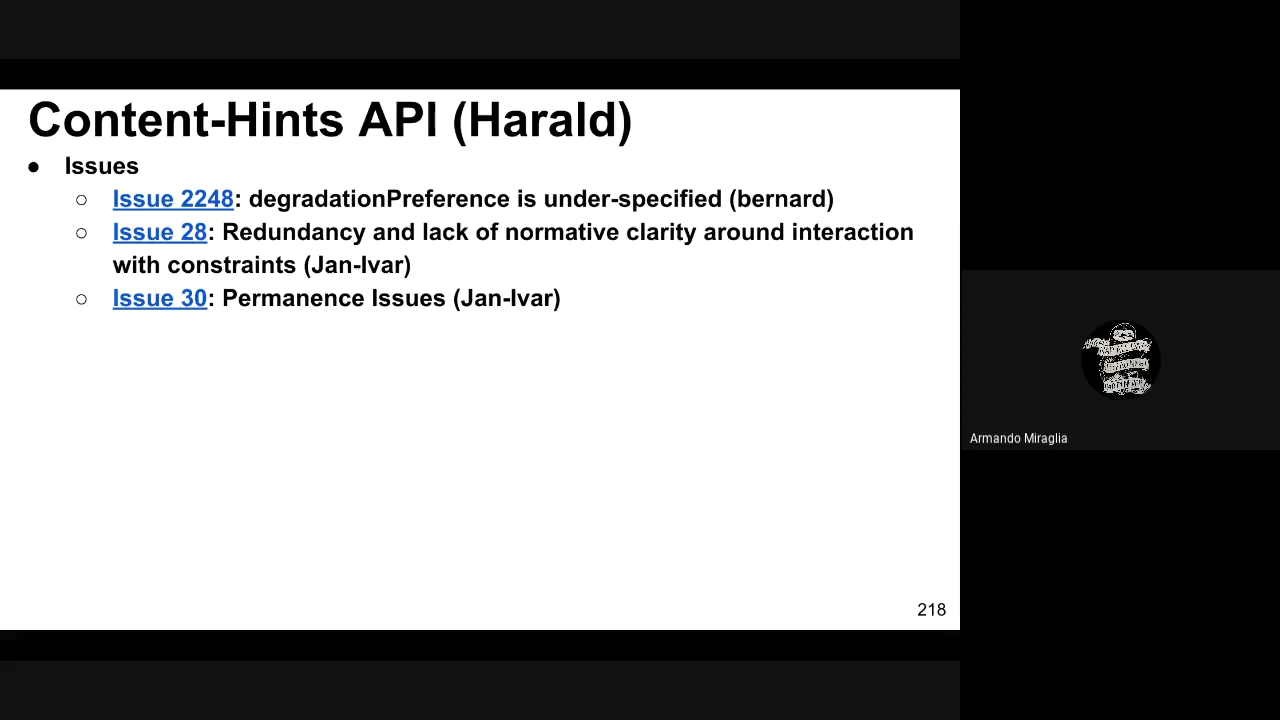 Content-Hints API (Harald)
● Issues
○ Issue 2248: degradationPreference is under-specified (bernard)
○ Issue 28: Redundancy and lack of normative clarity around interaction
with constraints (Jan-Ivar)
○ Issue 30: Permanence Issues (Jan-Ivar)
Armando Miraglia
218